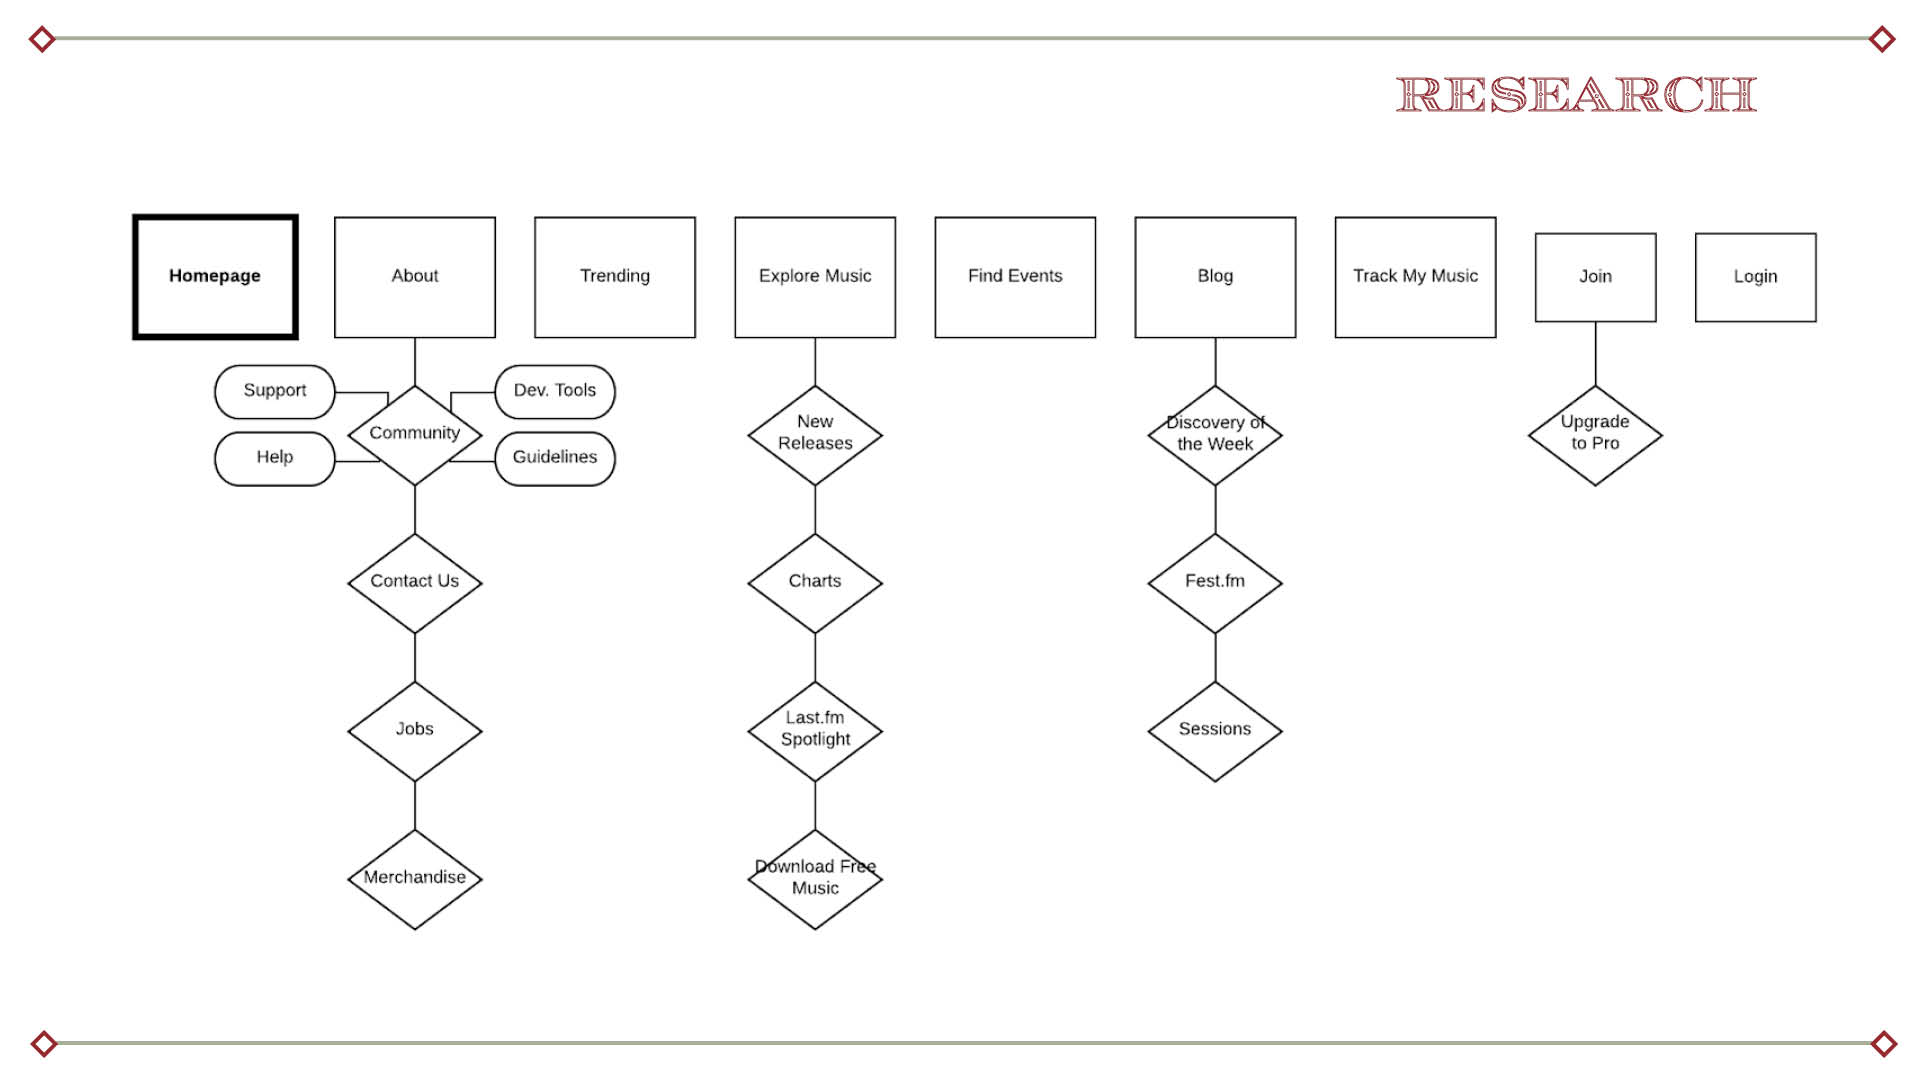 RESEARCH
Homepage
About
Trending
Explore Music
Find Events
Blog
Track My Music
Join
Login
Support
Dev. Tools
Community
Help
Guidelines
New
Releases
Discovery of
the Week
Upgrade
to Pro
Contact Us
Charts
Fest.fm
Jobs
Last.fm
Spotlight
Sessions
Merchandise
Download Free
Music